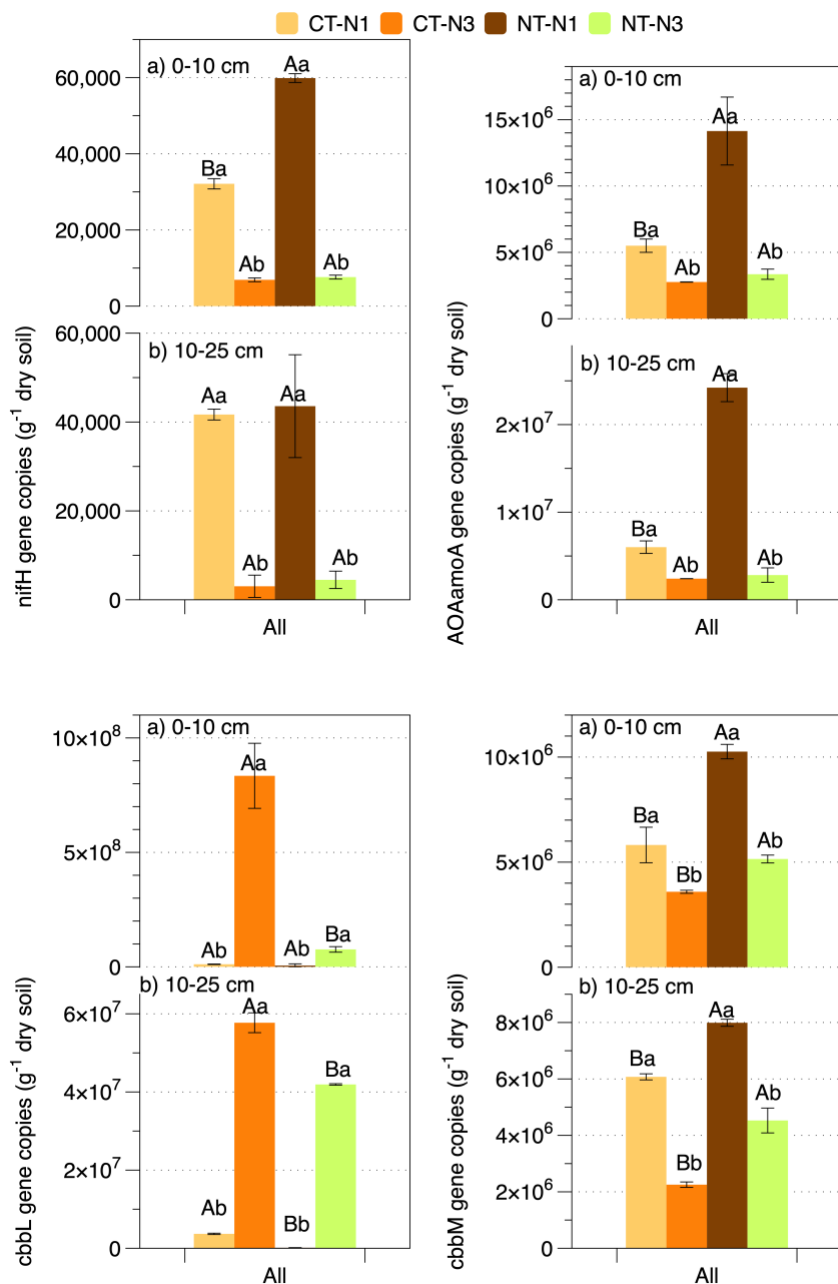 CT-N1 CT-N3 NT-N1 NT-N3
nifH gene copies (g⁻¹ dry soil)
a) 0-10 cm
60,000
40,000
20,000
0
Ba
Ab
Aa
Ab
b) 10-25 cm
60,000
40,000
20,000
0
Aa
Ab
Aa
Ab
All
AOAamoA gene copies (g⁻¹ dry soil)
a) 0-10 cm
15×10⁶
10×10⁶
5×10⁶
0
Ba
Ab
Aa
Ab
b) 10-25 cm
2×10⁷
1×10⁷
0
Ba
Ab
Aa
Ab
All
cbbL gene copies (g⁻¹ dry soil)
a) 0-10 cm
10×10⁸
5×10⁸
0
Ab
Aa
Ab
Ba
b) 10-25 cm
6×10⁷
4×10⁷
2×10⁷
0
Ab
Aa
Bb
Ba
All
cbbM gene copies (g⁻¹ dry soil)
a) 0-10 cm
10×10⁶
5×10⁶
0
Ba
Bb
Aa
Ab
b) 10-25 cm
8×10⁶
6×10⁶
4×10⁶
2×10⁶
0
Ba
Bb
Aa
Ab
All